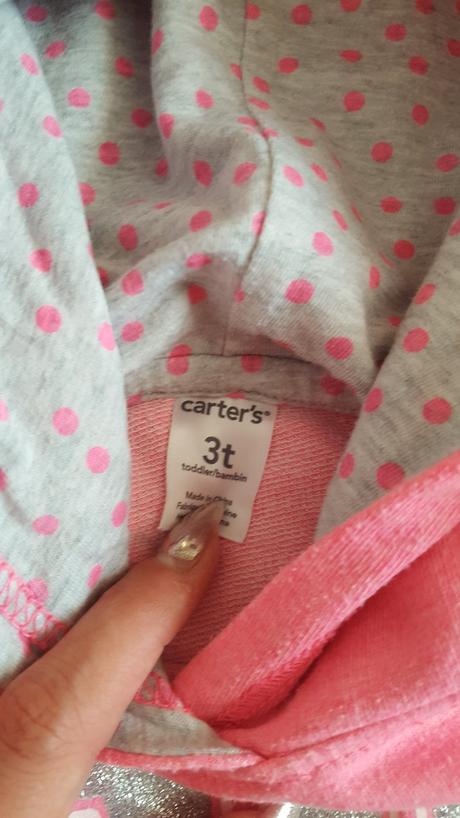 carter's®
3t
toddler/bambin
Made in China